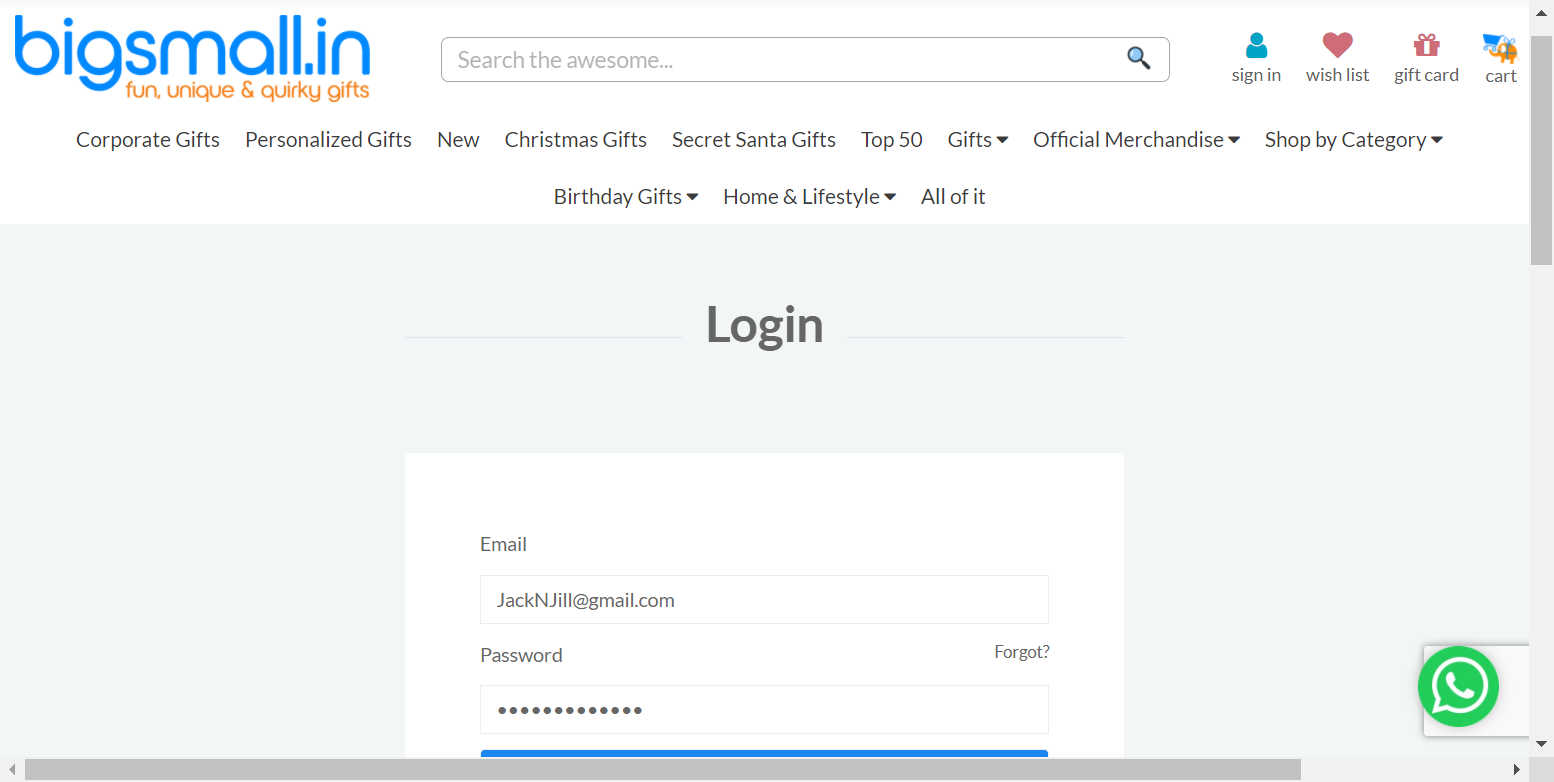 bigsmall.in
fun, unique & quirky gifts
Search the awesome...
sign in
wish list
gift card
cart
Corporate Gifts Personalized Gifts New Christmas Gifts Secret Santa Gifts Top 50 Gifts Official Merchandise Shop by Category
Birthday Gifts Home & Lifestyle All of it
Login
Email
JackNJill@gmail.com
Password Forgot?
•••••••••••••